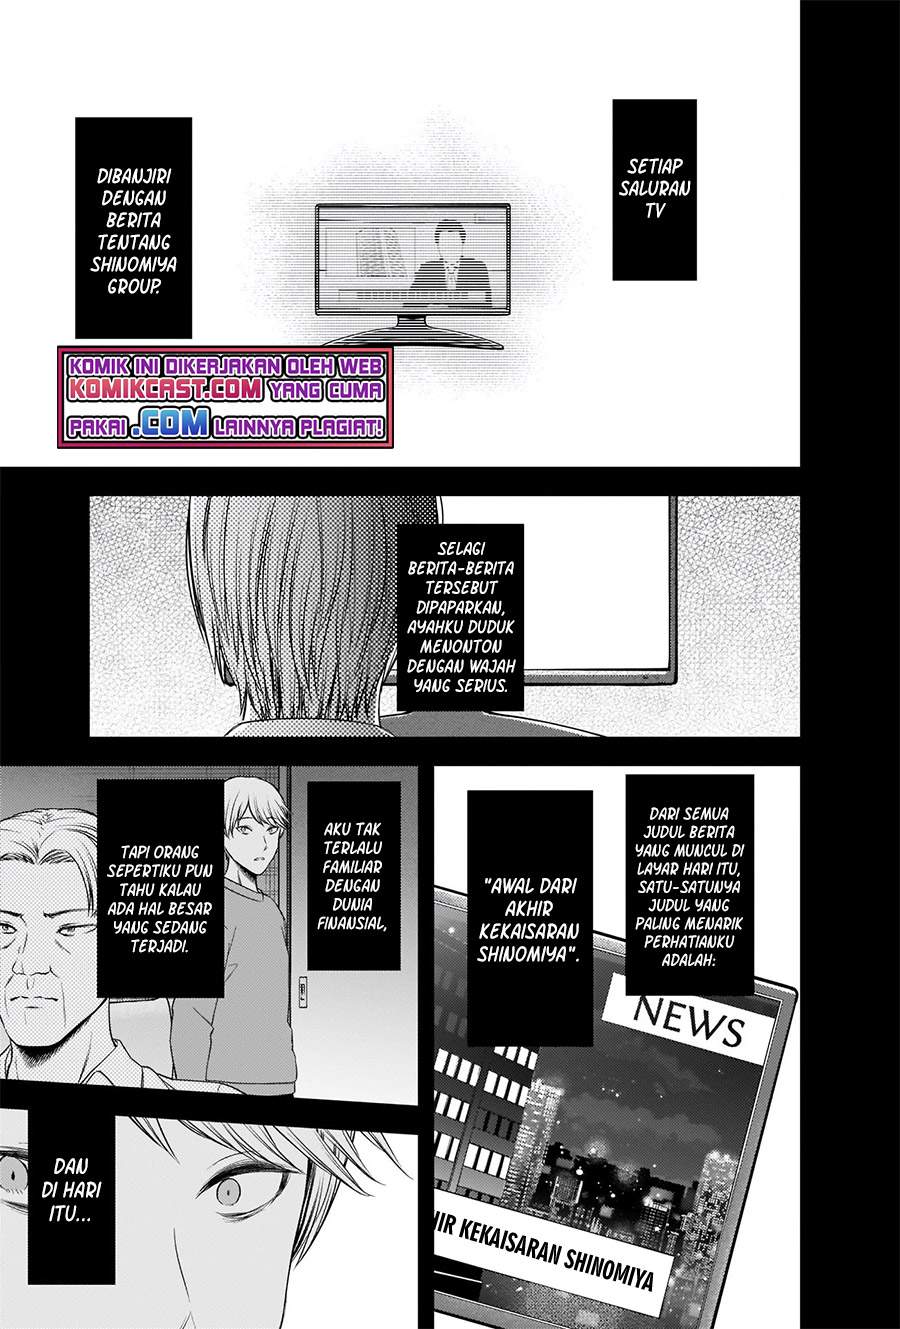 SETIAP
SALURAN
TV
DIBANJIRI
DENGAN
BERITA
TENTANG
SHINOMIYA
GROUP.
KOMIK INI DIKERJAKAN OLEH WEB
KOMIKCAST.COM YANG CUMA
PAKAI .COM LAINNYA PLAGIAT!
SELAGI
BERITA-BERITA
TERSEBUT
DIPAPARKAN,
AYAHKU DUDUK
MENONTON
DENGAN WAJAH
YANG SERIUS.
DARI SEMUA
JUDUL BERITA
YANG MUNCUL DI
LAYAR HARI ITU,
SATU-SATUNYA
JUDUL YANG
PALING MENARIK
PERHATIANKU
ADALAH:
"AWAL DARI
AKHIR
KEKAISARAN
SHINOMIYA".
NEWS
HIR KEKAISARAN SHINOMIYA
AKU TAK
TERLALU
FAMILIAR
DENGAN
DUNIA
FINANSIAL,
TAPI ORANG
SEPERTIKU PUN
TAHU KALAU
ADA HAL BESAR
YANG SEDANG
TERJADI.
DAN
DI HARI
ITU...